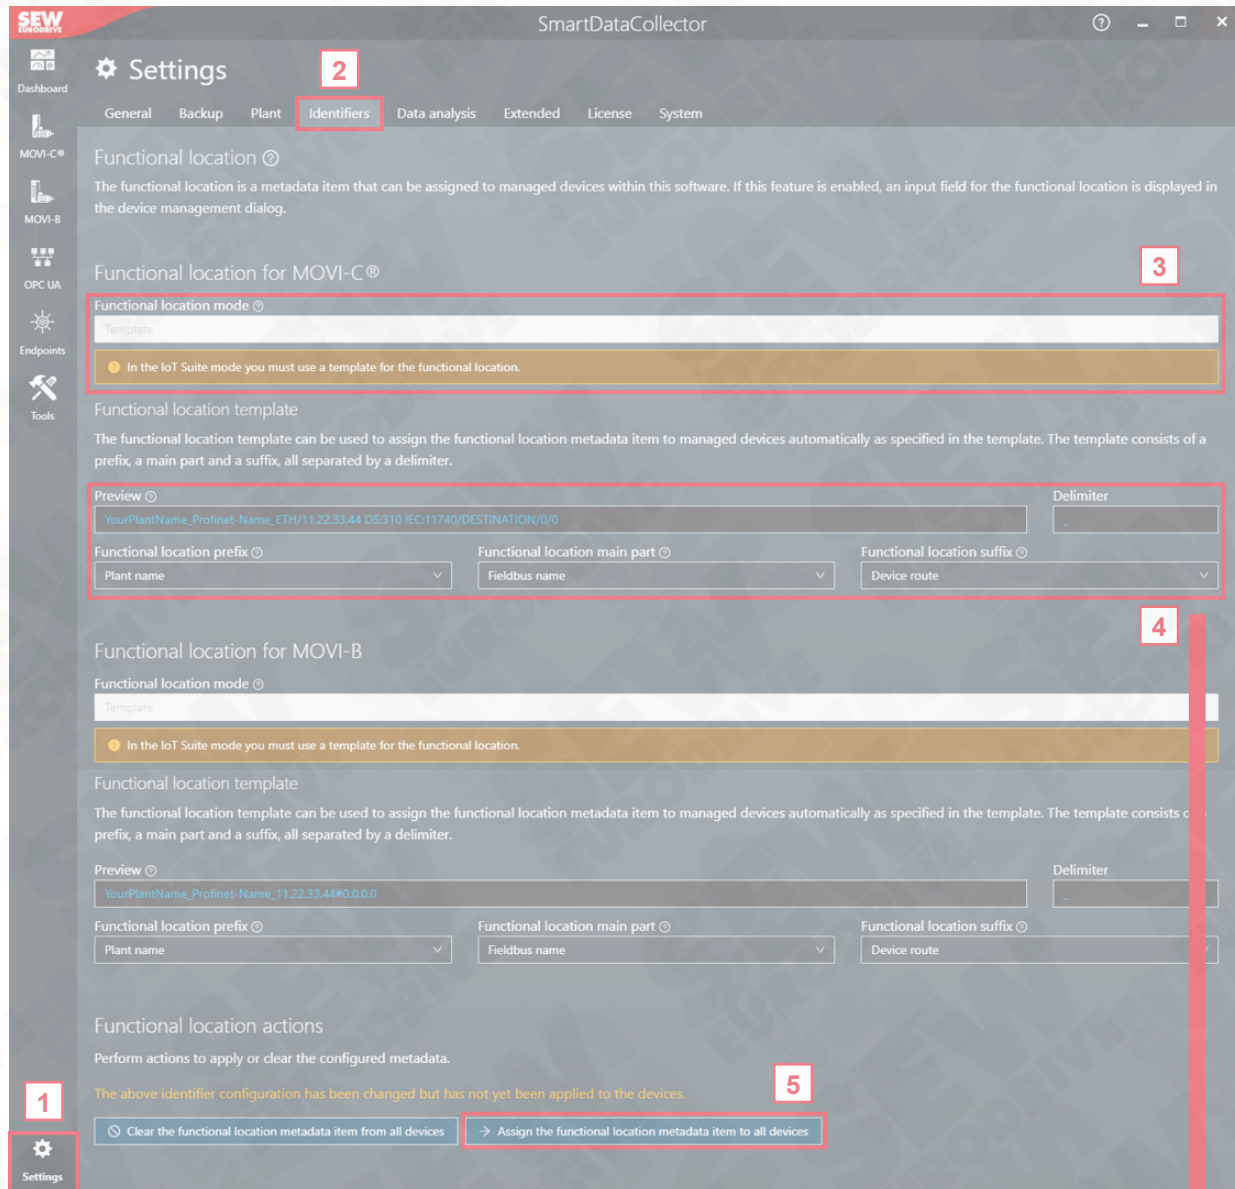 SEW
EURODRIVE
SmartDataCollector
Dashboard
MOVI-C®
MOVI-B
OPC UA
Endpoints
Tools
Settings
2
General Backup Plant Identifiers Data analysis Extended License System
Functional location
The functional location is a metadata item that can be assigned to managed devices within this software. If this feature is enabled, an input field for the functional location is displayed in
the device management dialog.
Functional location for MOVI-C®
3
Functional location mode
Template
In the IoT Suite mode you must use a template for the functional location.
Functional location template
The functional location template can be used to assign the functional location metadata item to managed devices automatically as specified in the template. The template consists of a
prefix, a main part and a suffix, all separated by a delimiter.
Preview Delimiter
YourPlantName_Profinet-Name_ETH/11.22.33.44 DS:310 IEC:11740/DESTINATION/0/0 _
Functional location prefix Functional location main part Functional location suffix
Plant name Fieldbus name Device route
4
Functional location for MOVI-B
Functional location mode
Template
In the IoT Suite mode you must use a template for the functional location.
Functional location template
The functional location template can be used to assign the functional location metadata item to managed devices automatically as specified in the template. The template consists
prefix, a main part and a suffix, all separated by a delimiter.
Preview Delimiter
YourPlantName_Profinet-Name_11.22.33.44#0.0.0.0 _
Functional location prefix Functional location main part Functional location suffix
Plant name Fieldbus name Device route
Functional location actions
Perform actions to apply or clear the configured metadata.
The above identifier configuration has been changed but has not yet been applied to the devices.
5
1
Clear the functional location metadata item from all devices Assign the functional location metadata item to all devices
Settings